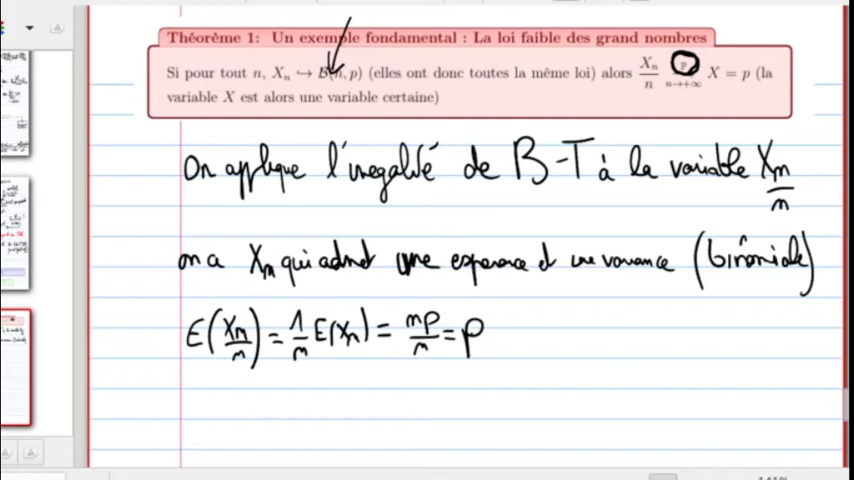 Théorème 1: Un exemple fondamental : La loi faible des grand nombres
Si pour tout n, Xₙ ↪ B(n, p) (elles ont donc toutes la même loi) alors Xₙ/n →^P_{n→+∞} X = p (la
variable X est alors une variable certaine)
On applique l'inégalité de B-T à la variable Xₙ/n
on a Xₙ qui admet une esperance et une variance (binômiale)
E(Xₙ/n) = 1/n E(Xₙ) = np/n = p